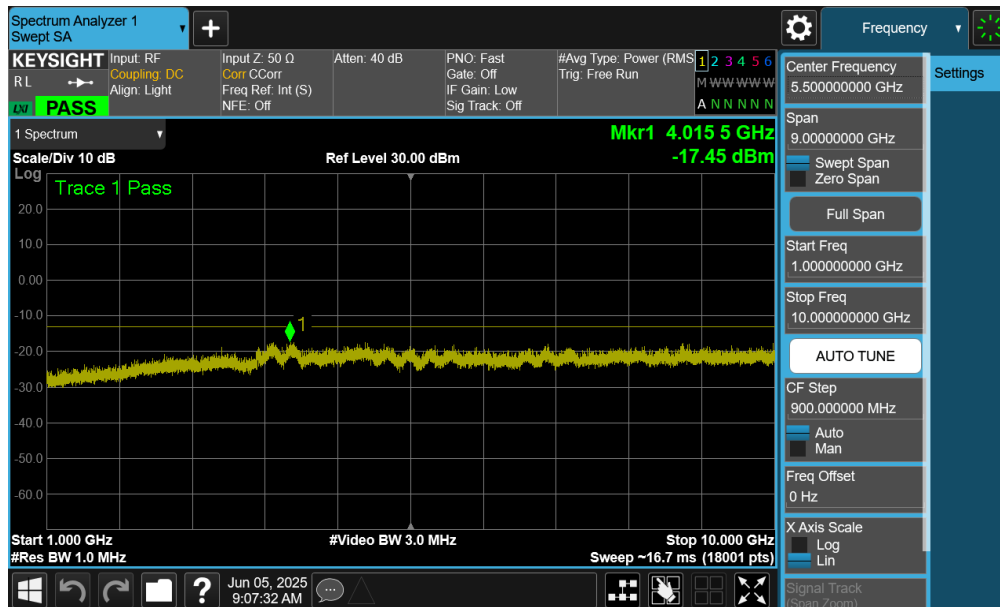 Spectrum Analyzer 1
Swept SA
+
Frequency
KEYSIGHT
Input: RF
Coupling: DC
Align: Light
Input Z: 50 Ω
Corr CCorr
Freq Ref: Int (S)
NFE: Off
Atten: 40 dB
PNO: Fast
Gate: Off
IF Gain: Low
Sig Track: Off
#Avg Type: Power (RMS
Trig: Free Run
1 2 3 4 5 6
M W W W W W
A N N N N N
R L
LXI
PASS
Center Frequency
5.500000000 GHz
Settings
Span
9.00000000 GHz
Swept Span
Zero Span
Full Span
Start Freq
1.000000000 GHz
Stop Freq
10.000000000 GHz
AUTO TUNE
CF Step
900.000000 MHz
Auto
Man
Freq Offset
0 Hz
X Axis Scale
Log
Lin
Signal Track
(Span Zoom)
1 Spectrum
Mkr1 4.015 5 GHz
-17.45 dBm
Scale/Div 10 dB
Ref Level 30.00 dBm
Log
Trace 1 Pass
20.0
10.0
0.00
-10.0
1
-20.0
-30.0
-40.0
-50.0
-60.0
Start 1.000 GHz
#Video BW 3.0 MHz
Stop 10.000 GHz
#Res BW 1.0 MHz
Sweep ~16.7 ms (18001 pts)
?
Jun 05, 2025
9:07:32 AM